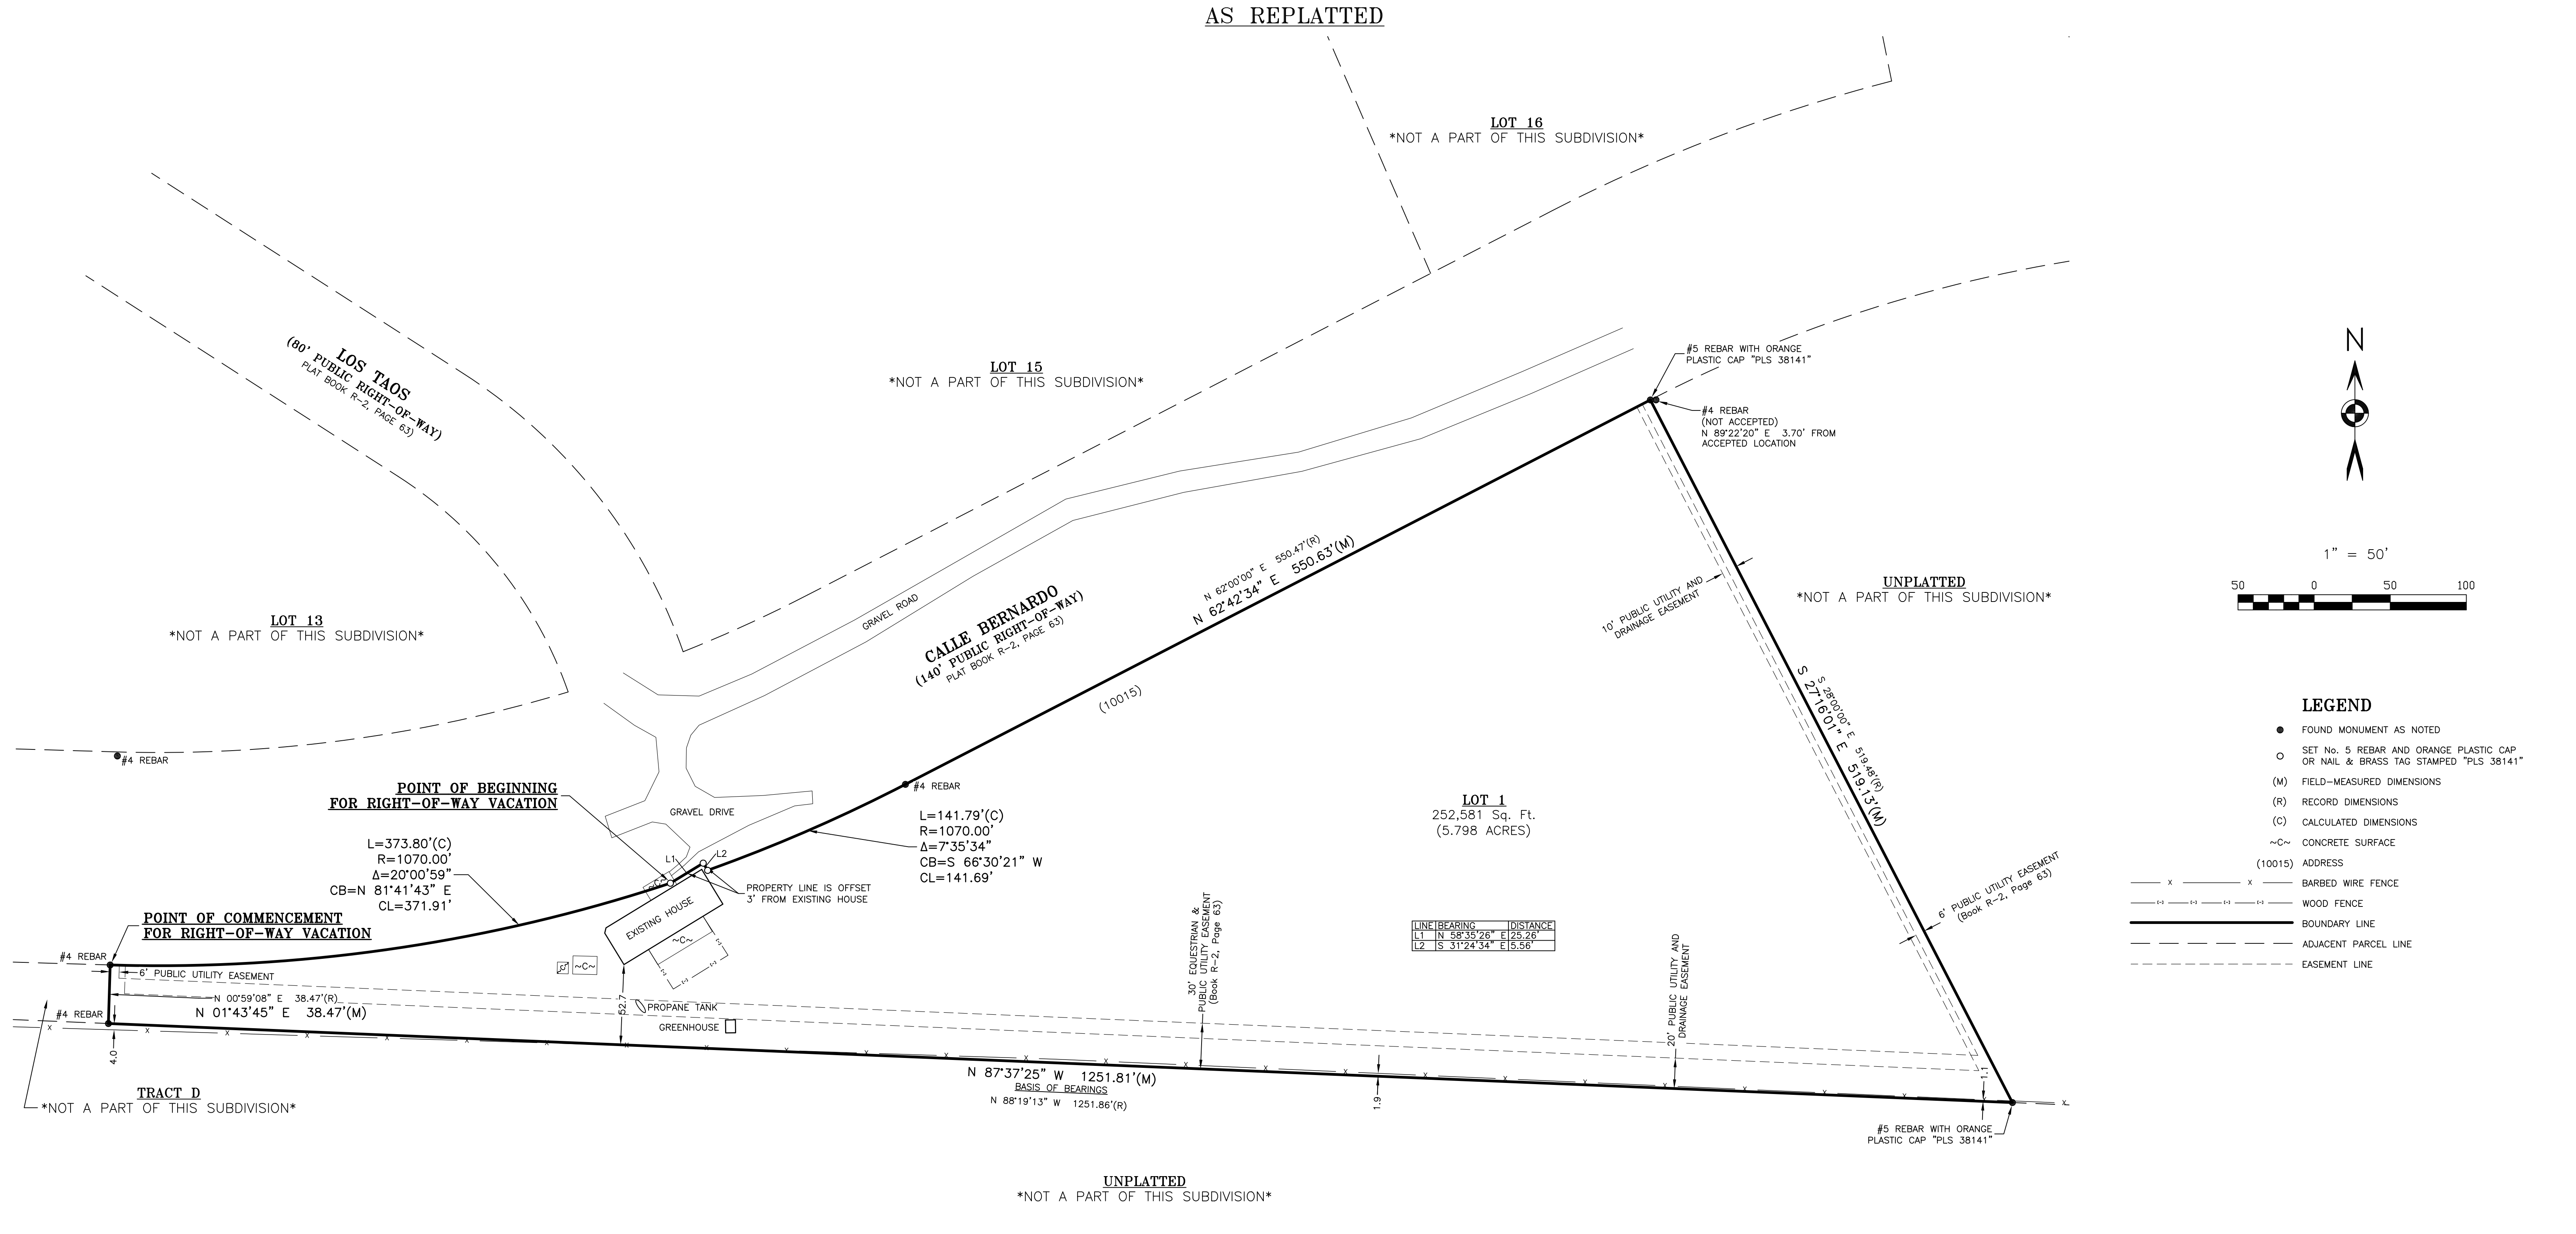 AS REPLATTED
LOT 16
*NOT A PART OF THIS SUBDIVISION*
LOS TAOS
(80' PUBLIC RIGHT-OF-WAY)
PLAT BOOK R-2, PAGE 63)
LOT 15
*NOT A PART OF THIS SUBDIVISION*
#5 REBAR WITH ORANGE
PLASTIC CAP "PLS 38141"
#4 REBAR
(NOT ACCEPTED)
N 89°22'20" E 3.70' FROM
ACCEPTED LOCATION
N
1" = 50'
50 0 50 100
N 62°00'00" E 550.47'(R)
N 62°42'34" E 550.63'(M)
GRAVEL ROAD
CALLE BERNARDO
(140' PUBLIC RIGHT-OF-WAY)
PLAT BOOK R-2, PAGE 63)
(10015)
10' PUBLIC UTILITY AND
DRAINAGE EASEMENT
UNPLATTED
*NOT A PART OF THIS SUBDIVISION*
LOT 13
*NOT A PART OF THIS SUBDIVISION*
S 28°00'00" E 519.48'(R)
S 27°16'01" E 519.13'(M)
#4 REBAR
POINT OF BEGINNING
FOR RIGHT-OF-WAY VACATION
#4 REBAR
GRAVEL DRIVE
L=141.79'(C)
R=1070.00'
Δ=7°35'34"
CB=S 66°30'21" W
CL=141.69'
LOT 1
252,581 Sq. Ft.
(5.798 ACRES)
L=373.80'(C)
R=1070.00'
Δ=20°00'59"
CB=N 81°41'43" E
CL=371.91'
L1
L2
~C~
PROPERTY LINE IS OFFSET
3' FROM EXISTING HOUSE
EXISTING HOUSE
~C~
~C~
POINT OF COMMENCEMENT
FOR RIGHT-OF-WAY VACATION
#4 REBAR
6' PUBLIC UTILITY EASEMENT
N 00°59'08" E 38.47'(R)
N 01°43'45" E 38.47'(M)
#4 REBAR
4.0
52.7
PROPANE TANK
GREENHOUSE
30' EQUESTRIAN &
PUBLIC UTILITY EASEMENT
(Book R-2, Page 63)
LINE BEARING DISTANCE
L1 N 58°35'26" E 25.26'
L2 S 31°24'34" E 5.56'
20' PUBLIC UTILITY AND
DRAINAGE EASEMENT
6' PUBLIC UTILITY EASEMENT
(Book R-2, Page 63)
N 87°37'25" W 1251.81'(M)
BASIS OF BEARINGS
N 88°19'13" W 1251.86'(R)
1.9
1.1
#5 REBAR WITH ORANGE
PLASTIC CAP "PLS 38141"
TRACT D
*NOT A PART OF THIS SUBDIVISION*
UNPLATTED
*NOT A PART OF THIS SUBDIVISION*
LEGEND
FOUND MONUMENT AS NOTED
SET No. 5 REBAR AND ORANGE PLASTIC CAP
OR NAIL & BRASS TAG STAMPED "PLS 38141"
(M) FIELD-MEASURED DIMENSIONS
(R) RECORD DIMENSIONS
(C) CALCULATED DIMENSIONS
~C~ CONCRETE SURFACE
(10015) ADDRESS
x x BARBED WIRE FENCE
WOOD FENCE
BOUNDARY LINE
ADJACENT PARCEL LINE
EASEMENT LINE